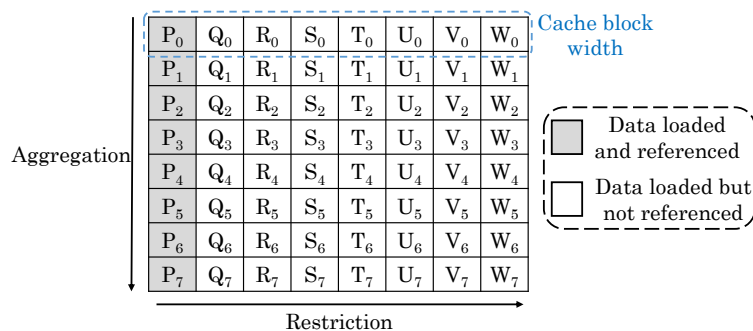 P₀ Q₀ R₀ S₀ T₀ U₀ V₀ W₀
Cache block
width
P₁ Q₁ R₁ S₁ T₁ U₁ V₁ W₁
P₂ Q₂ R₂ S₂ T₂ U₂ V₂ W₂
P₃ Q₃ R₃ S₃ T₃ U₃ V₃ W₃
P₄ Q₄ R₄ S₄ T₄ U₄ V₄ W₄
P₅ Q₅ R₅ S₅ T₅ U₅ V₅ W₅
P₆ Q₆ R₆ S₆ T₆ U₆ V₆ W₆
P₇ Q₇ R₇ S₇ T₇ U₇ V₇ W₇
Aggregation
Restriction
Data loaded
and referenced
Data loaded but
not referenced